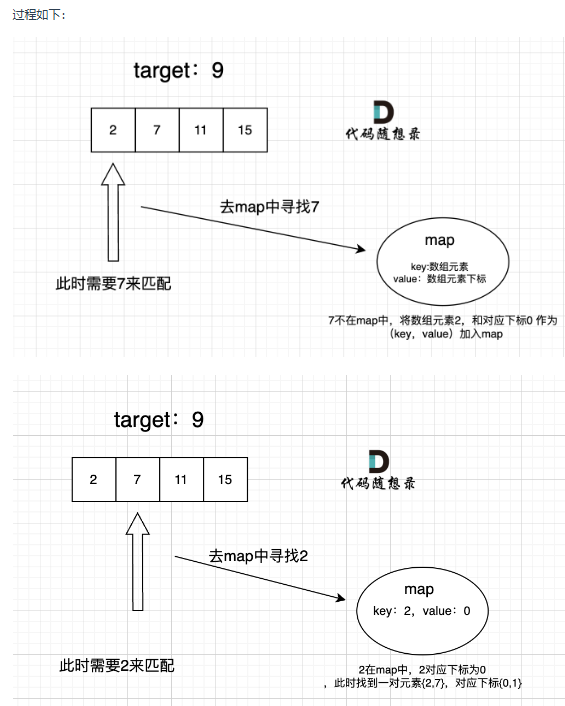 过程如下：
target：9
2 7 11 15
D
代码随想录
去map中寻找7
map
key:数组元素
value：数组元素下标
此时需要7来匹配
7不在map中，将数组元素2，和对应下标0 作为
（key，value）加入map
target：9
2 7 11 15
D
代码随想录
去map中寻找2
map
key：2，value：0
此时需要2来匹配
2在map中，2对应下标为0
，此时找到一对元素{2,7}，对应下标{0,1}